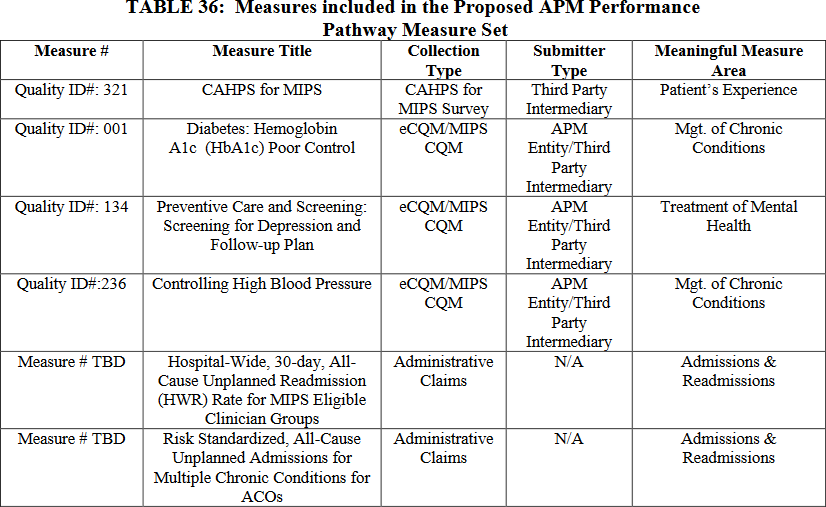 TABLE 36:  Measures included in the Proposed APM Performance
Pathway Measure Set
Measure #
Measure Title
Collection
Type
Submitter
Type
Meaningful Measure
Area
Quality ID#: 321
CAHPS for MIPS
CAHPS for
MIPS Survey
Third Party
Intermediary
Patient's Experience
Quality ID#: 001
Diabetes: Hemoglobin
A1c  (HbA1c) Poor Control
eCQM/MIPS
CQM
APM
Entity/Third
Party
Intermediary
Mgt. of Chronic
Conditions
Quality ID#: 134
Preventive Care and Screening:
Screening for Depression and
Follow-up Plan
eCQM/MIPS
CQM
APM
Entity/Third
Party
Intermediary
Treatment of Mental
Health
Quality ID#:236
Controlling High Blood Pressure
eCQM/MIPS
CQM
APM
Entity/Third
Party
Intermediary
Mgt. of Chronic
Conditions
Measure # TBD
Hospital-Wide, 30-day, All-
Cause Unplanned Readmission
(HWR) Rate for MIPS Eligible
Clinician Groups
Administrative
Claims
N/A
Admissions &
Readmissions
Measure # TBD
Risk Standardized, All-Cause
Unplanned Admissions for
Multiple Chronic Conditions for
ACOs
Administrative
Claims
N/A
Admissions &
Readmissions